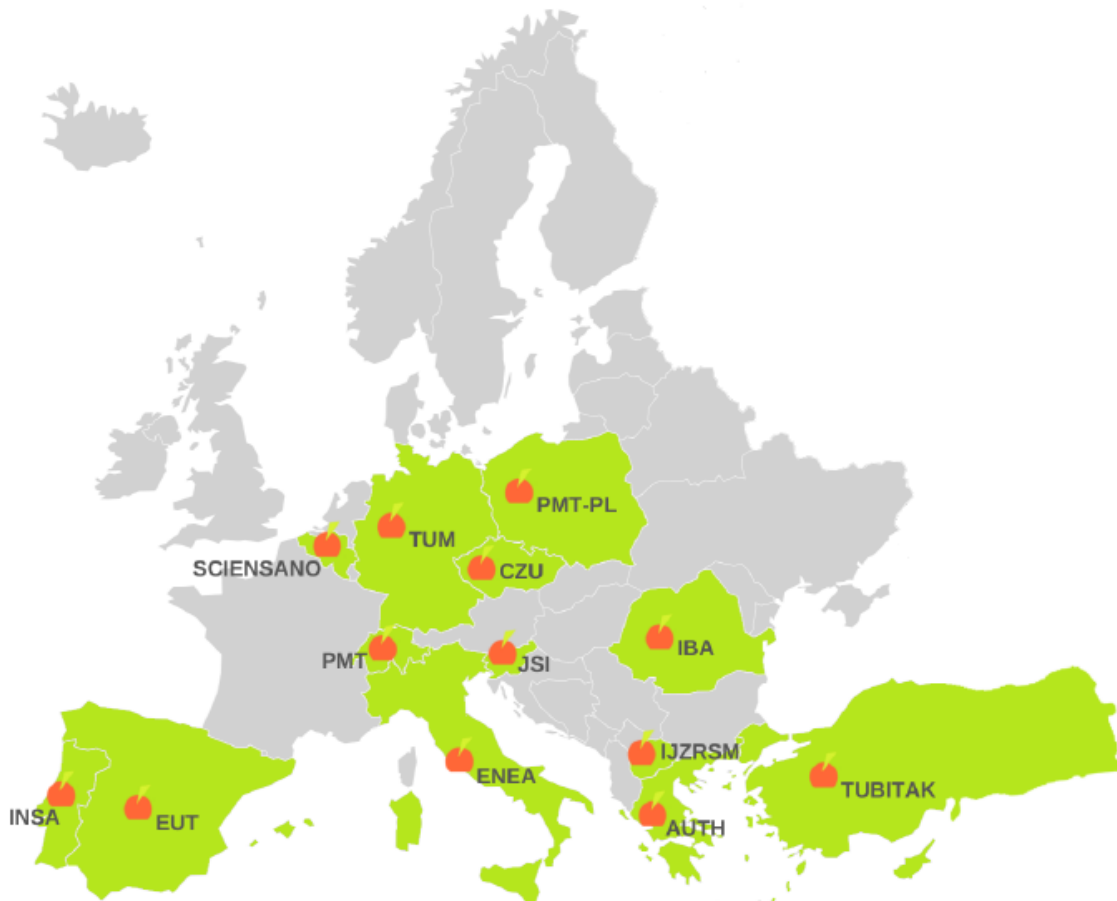 PMT-PL
TUM
SCIENSANO
CZU
IBA
PMT
JSI
IJZRSM
ENEA
TUBITAK
INSA
EUT
AUTH